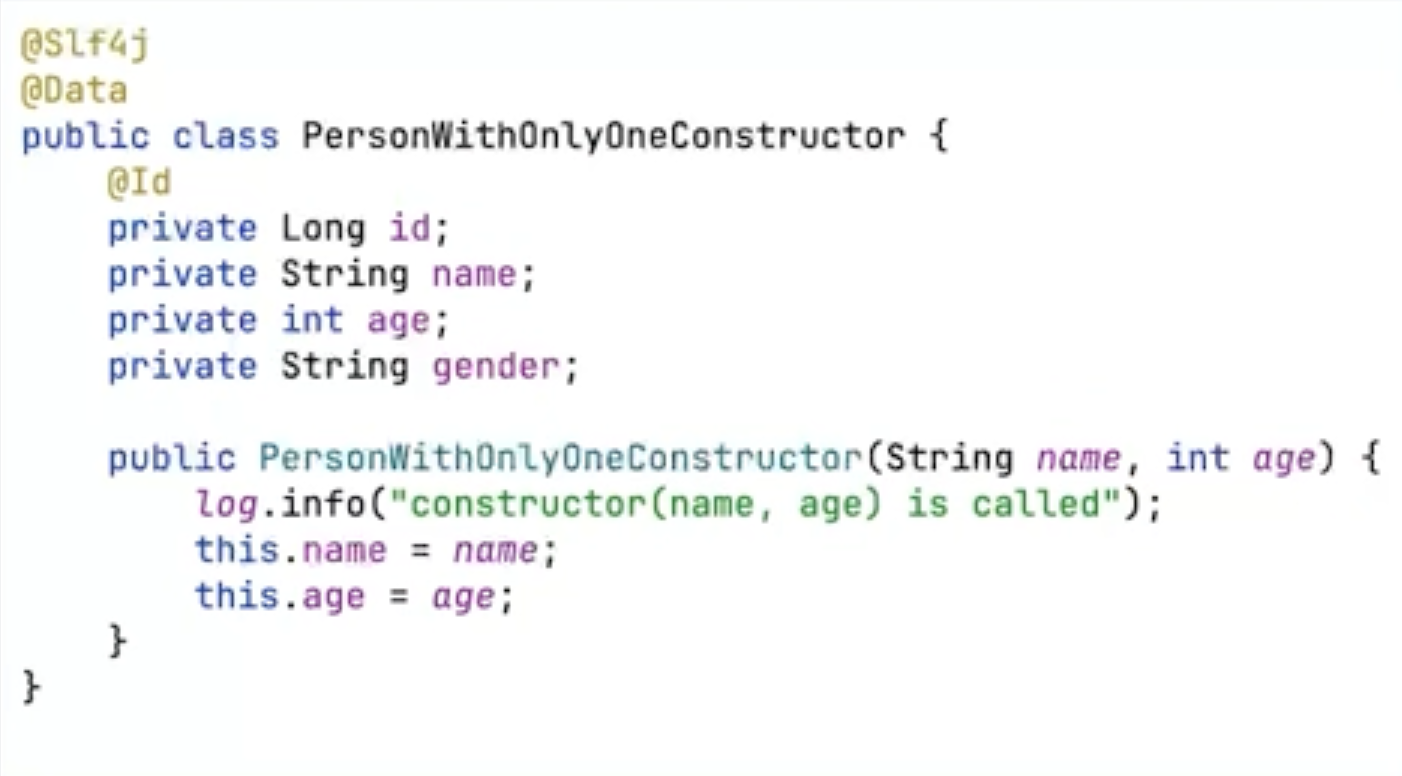 @Slf4j
@Data
public class PersonWithOnlyOneConstructor {
    @Id
    private Long id;
    private String name;
    private int age;
    private String gender;

    public PersonWithOnlyOneConstructor(String name, int age) {
        log.info("constructor(name, age) is called");
        this.name = name;
        this.age = age;
    }
}